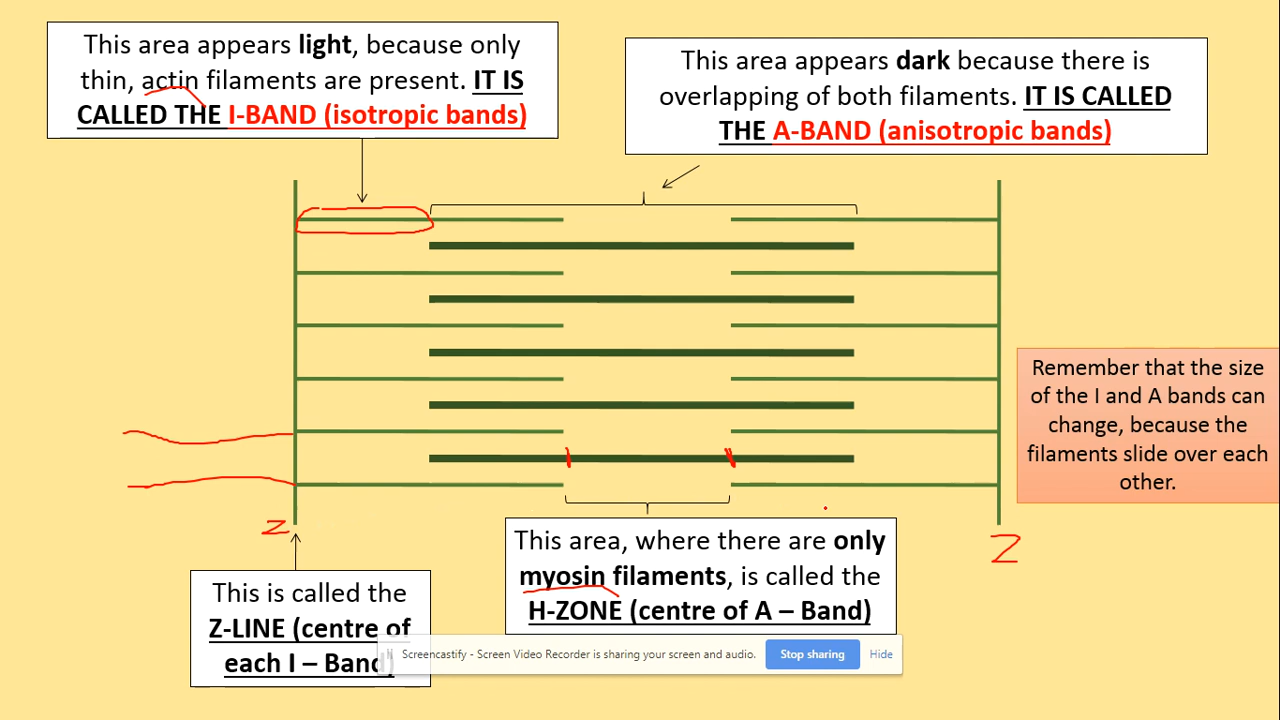 This area appears light, because only
thin, actin filaments are present. IT IS
CALLED THE I-BAND (isotropic bands)
This area appears dark because there is
overlapping of both filaments. IT IS CALLED
THE A-BAND (anisotropic bands)
Remember that the size
of the I and A bands can
change, because the
filaments slide over each
other.
Z
Z
This area, where there are only
myosin filaments, is called the
H-ZONE (centre of A – Band)
This is called the
Z-LINE (centre of
each I – Band)
Screencastify - Screen Video Recorder is sharing your screen and audio.
Stop sharing
Hide